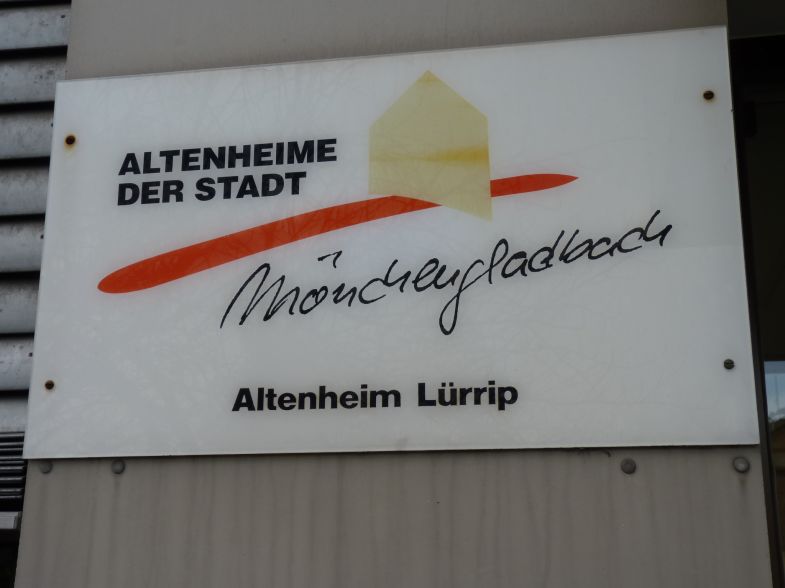 ALTENHEIME
DER STADT
Mönchengladbach
Altenheim Lürrip